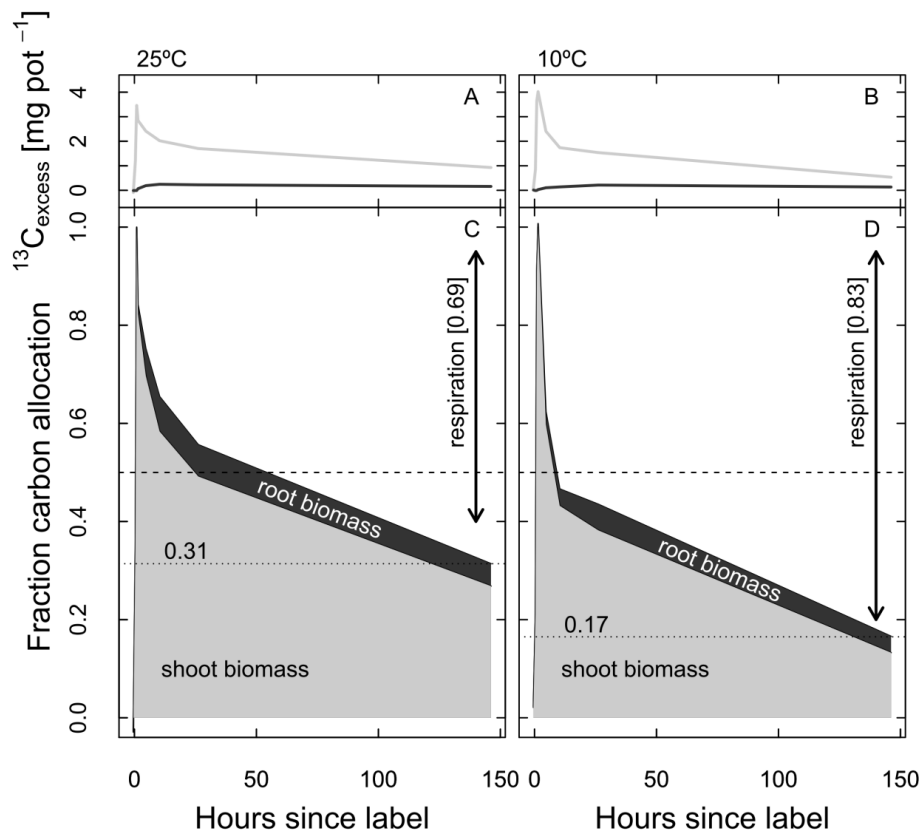 25ºC
10ºC
¹³C excess [mg pot ⁻¹]
0 2 4
A
B
Fraction carbon allocation
0.0 0.2 0.4 0.6 0.8 1.0
C
respiration [0.69]
root biomass
0.31
shoot biomass
D
respiration [0.83]
root biomass
0.17
shoot biomass
0 50 100 150
0 50 100 150
Hours since label
Hours since label